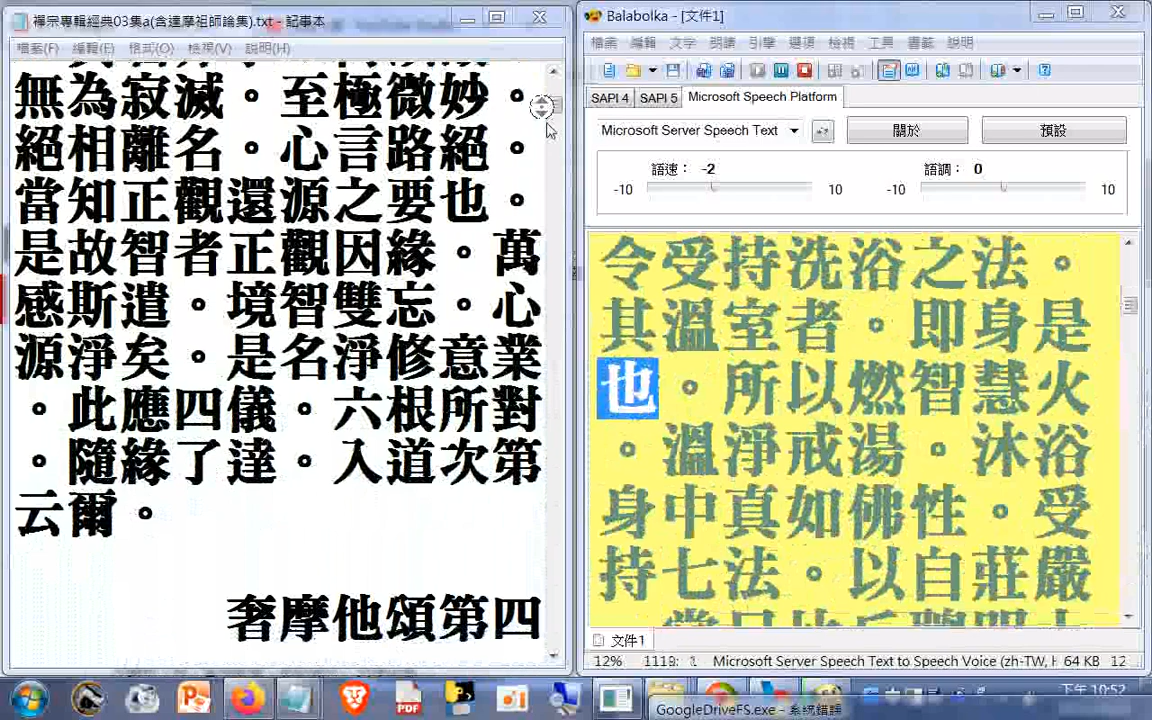 禪宗專輯經典03集a(含達摩祖師論集).txt - 記事本
檔案(F) 編輯(E) 格式(O) 檢視(V) 說明(H)
無為寂滅。至極微妙。
絕相離名。心言路絕。
當知正觀還源之要也。
是故智者正觀因緣。萬
惑斯遣。境智雙忘。心
源淨矣。是名淨修意業
。此應四儀。六根所對
。隨緣了達。入道次第
云爾。
奢摩他頌第四
Balabolka - [文件1]
檔案 編輯 文字 朗讀 引擎 選項 檢視 工具 書籤 說明
SAPI 4 SAPI 5 Microsoft Speech Platform
Microsoft Server Speech Text 關於 預設
語速： -2 語調： 0
-10 10 -10 10
令受持洗浴之法。
其溫室者。即身是
也。所以燃智慧火
。溫淨戒湯。沐浴
身中真如佛性。受
持七法。以自莊嚴
文件1
12% 1118: 1 Microsoft Server Speech Text to Speech Voice (zh-TW, H 64 KB 12
下午 10:52
GoogleDriveFS.exe - 系統錯誤